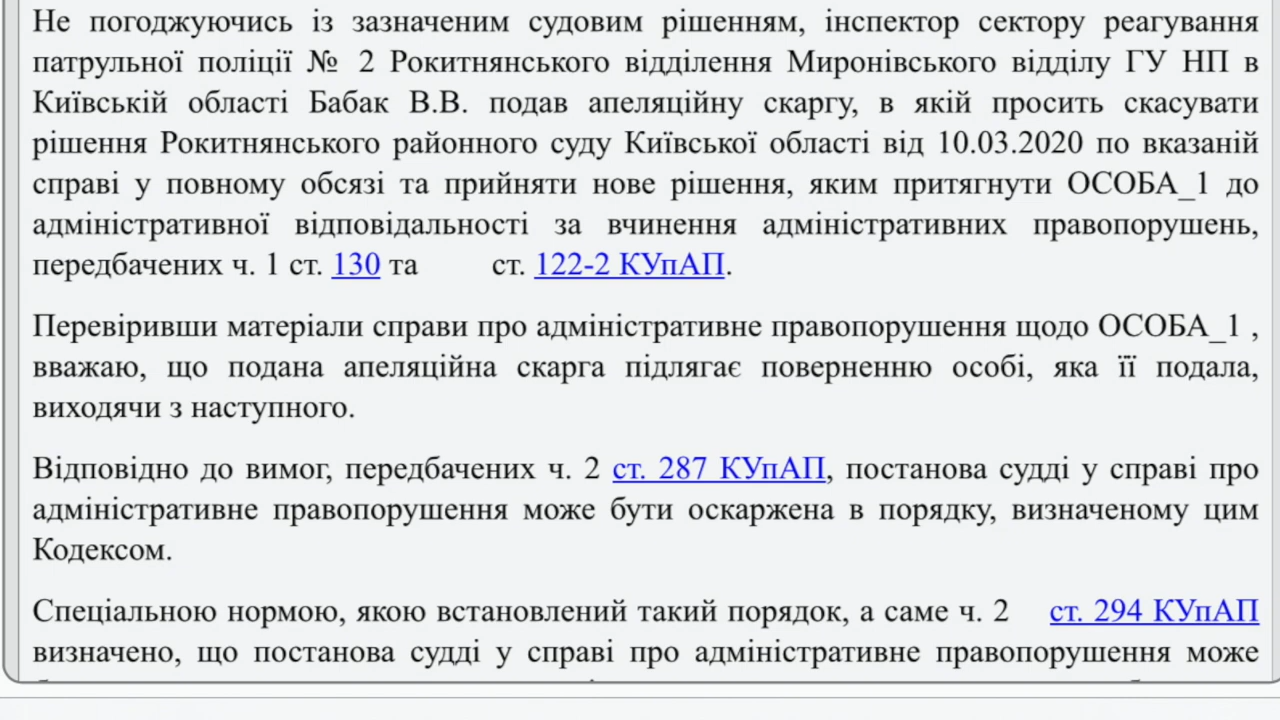 Не погоджуючись із зазначеним судовим рішенням, інспектор сектору реагування
патрульної поліції № 2 Рокитнянського відділення Миронівського відділу ГУ НП в
Київській області Бабак В.В. подав апеляційну скаргу, в якій просить скасувати
рішення Рокитнянського районного суду Київської області від 10.03.2020 по вказаній
справі у повному обсязі та прийняти нове рішення, яким притягнути ОСОБА_1 до
адміністративної відповідальності за вчинення адміністративних правопорушень,
передбачених ч. 1 ст. 130 та ст. 122-2 КУпАП.
Перевіривши матеріали справи про адміністративне правопорушення щодо ОСОБА_1 ,
вважаю, що подана апеляційна скарга підлягає поверненню особі, яка її подала,
виходячи з наступного.
Відповідно до вимог, передбачених ч. 2 ст. 287 КУпАП, постанова судді у справі про
адміністративне правопорушення може бути оскаржена в порядку, визначеному цим
Кодексом.
Спеціальною нормою, якою встановлений такий порядок, а саме ч. 2 ст. 294 КУпАП
визначено, що постанова судді у справі про адміністративне правопорушення може